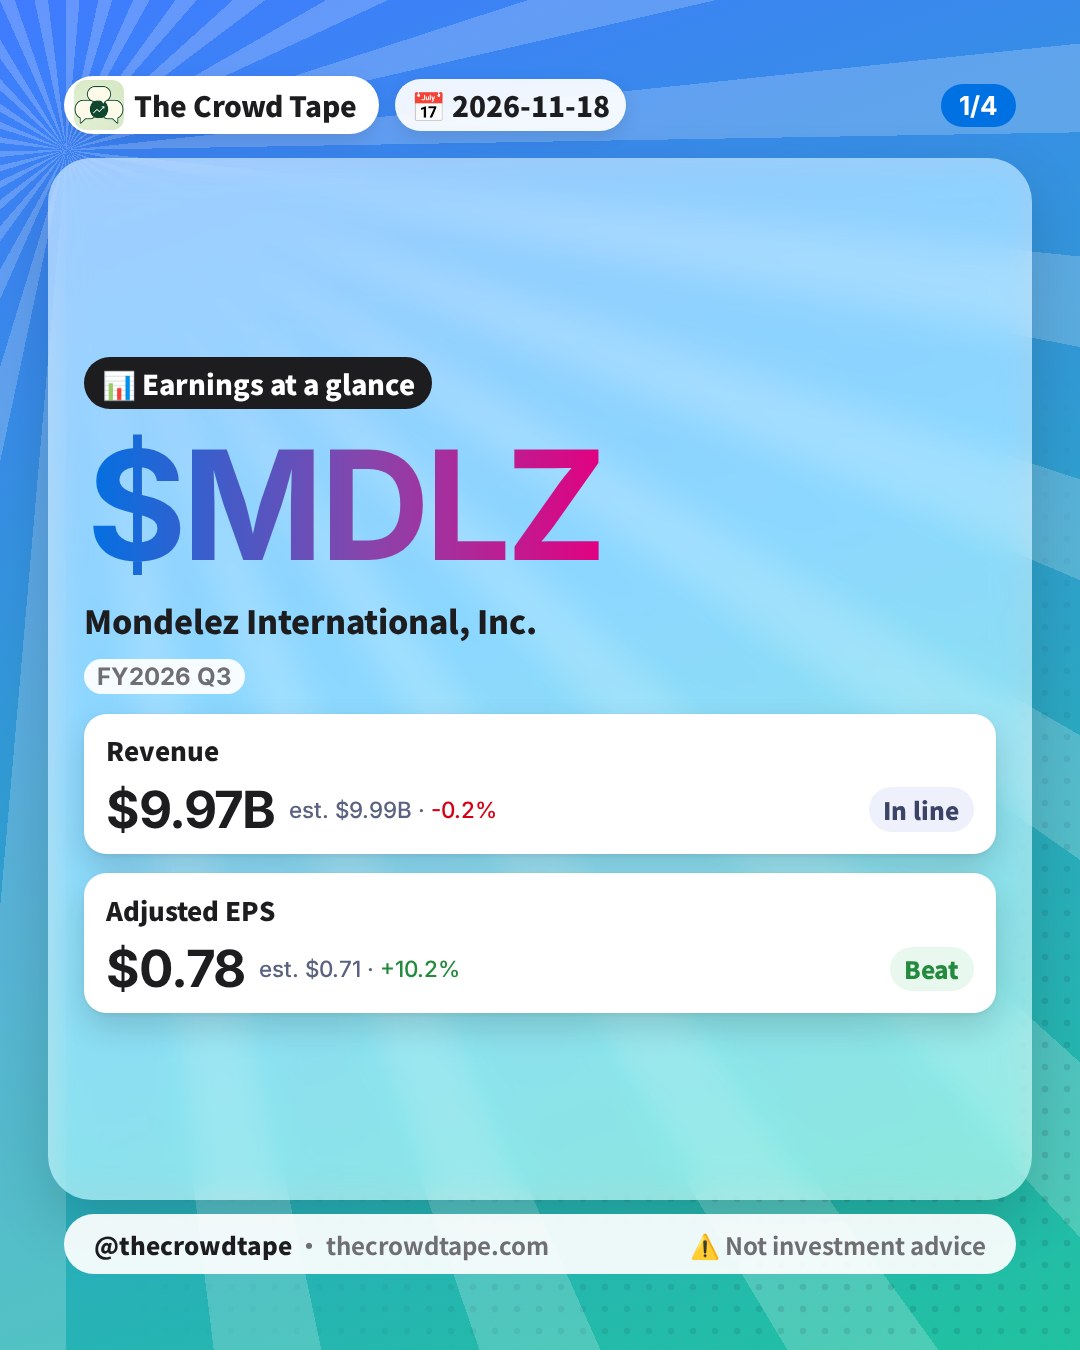 The Crowd Tape
📅 2026-11-18
1/4
📊 Earnings at a glance
$MDLZ
Mondelez International, Inc.
FY2026 Q3
Revenue
$9.97B est. $9.99B · -0.2%
In line
Adjusted EPS
$0.78 est. $0.71 · +10.2%
Beat
@thecrowdtape • thecrowdtape.com
⚠️ Not investment advice